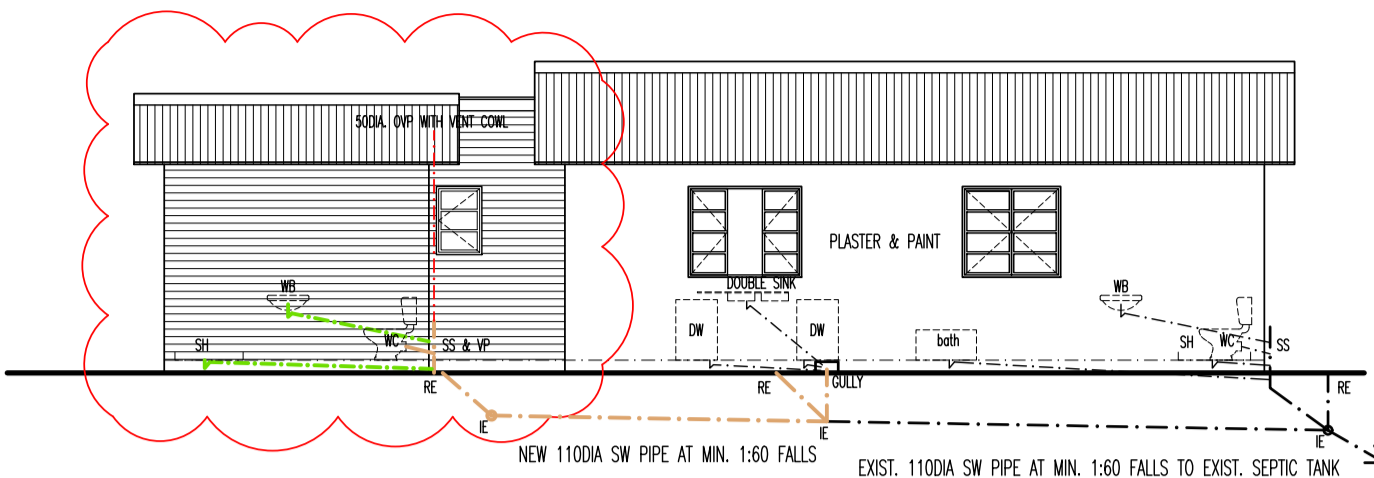 50DIA. OVP WITH VENT COWL
PLASTER & PAINT
DOUBLE SINK
WB
WB
DW
DW
SH
WC
SS & VP
bath
SH
WC
SS
RE
RE
GULLY
RE
IE
IE
IE
NEW 110DIA SW PIPE AT MIN. 1:60 FALLS
EXIST. 110DIA SW PIPE AT MIN. 1:60 FALLS TO EXIST. SEPTIC TANK